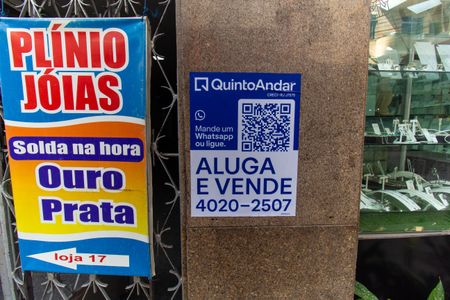 PLÍNIO
JÓIAS
Solda na hora
Ouro
Prata
loja 17
QuintoAndar
Mande um
Whatsapp
ou ligue.
ALUGA
E VENDE
4020-2507